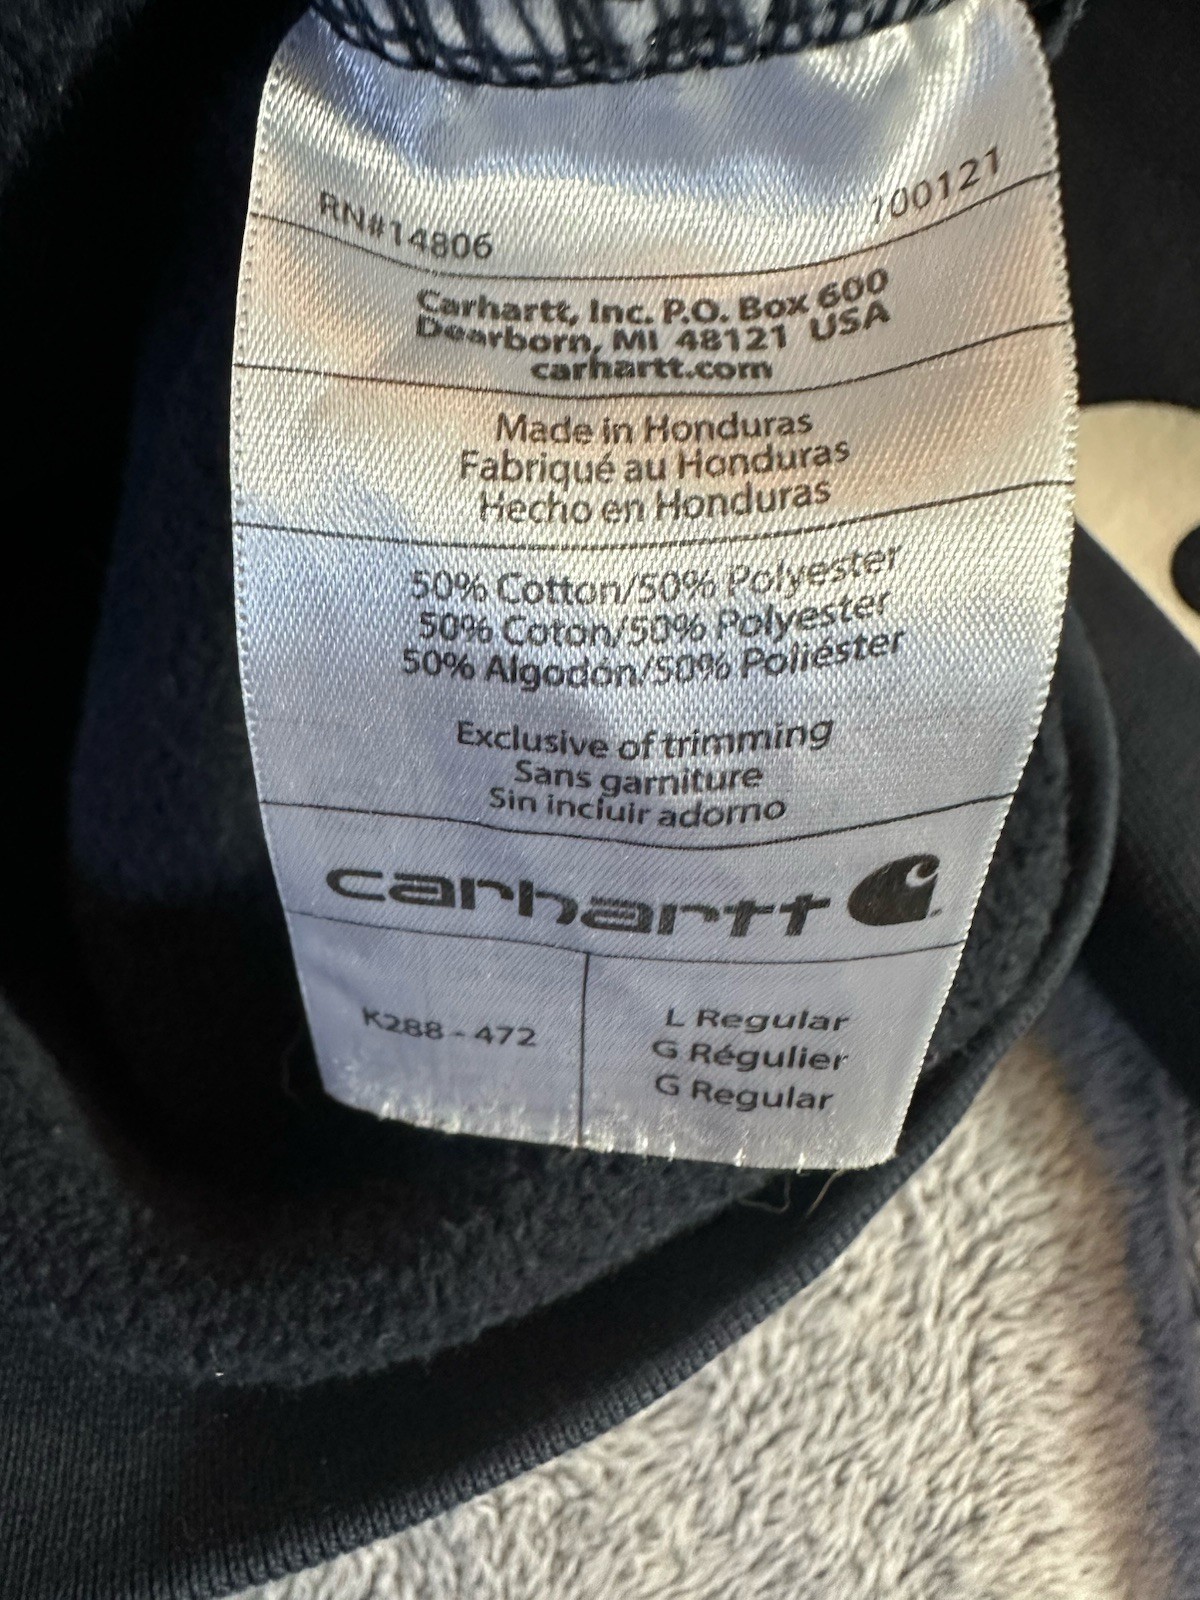 RN#14806
100121
Carhartt, Inc. P.O. Box 600
Dearborn, MI 48121 USA
carhartt.com
Made in Honduras
Fabriqué au Honduras
Hecho en Honduras
50% Cotton/50% Polyester
50% Coton/50% Polyester
50% Algodón/50% Poliéster
Exclusive of trimming
Sans garniture
Sin incluir adorno
carhartt
K288 - 472
L Regular
G Régulier
G Regular